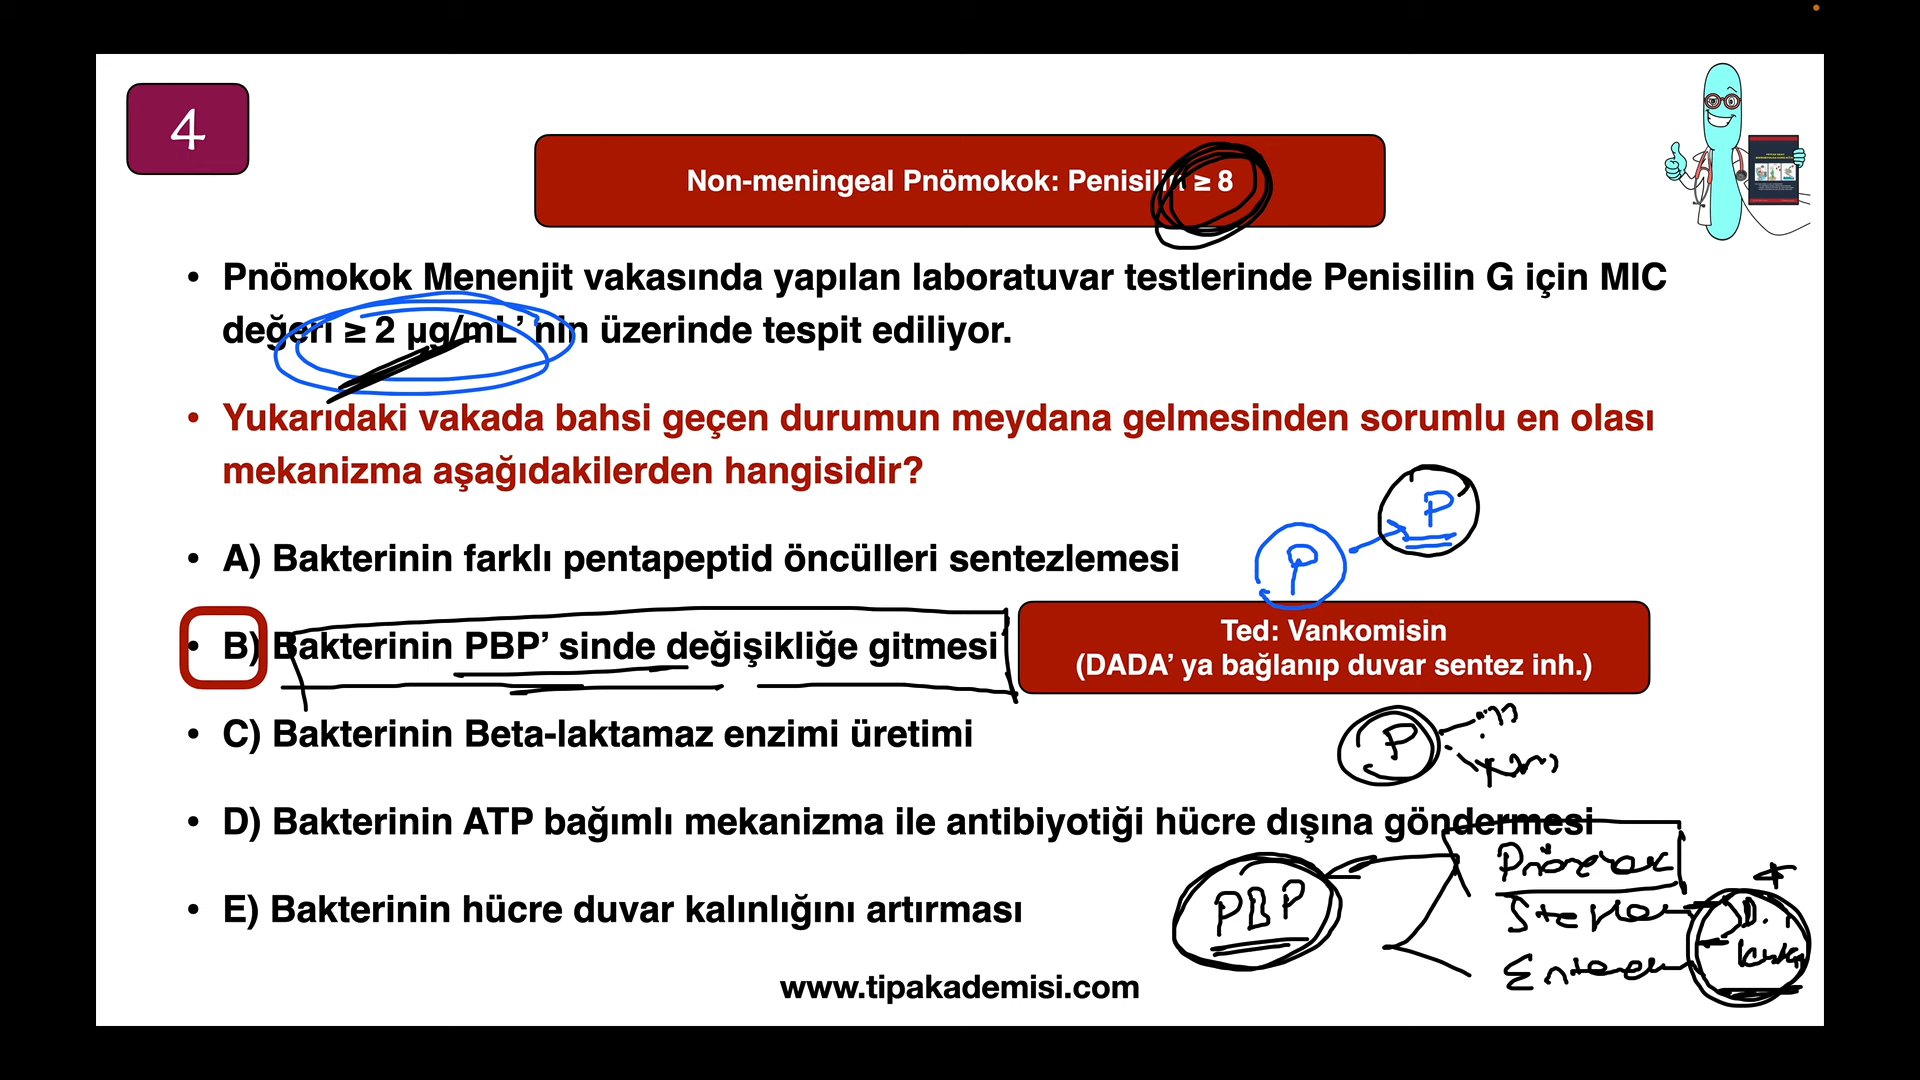 4
Non-meningeal Pnömokok: Penisilin ≥ 8
• Pnömokok Menenjit vakasında yapılan laboratuvar testlerinde Penisilin G için MIC
değeri ≥ 2 µg/mL’ nin üzerinde tespit ediliyor.
• Yukarıdaki vakada bahsi geçen durumun meydana gelmesinden sorumlu en olası
mekanizma aşağıdakilerden hangisidir?
P
P
• A) Bakterinin farklı pentapeptid öncülleri sentezlemesi
• B) Bakterinin PBP’ sinde değişikliğe gitmesi
Ted: Vankomisin
(DADA’ ya bağlanıp duvar sentez inh.)
• C) Bakterinin Beta-laktamaz enzimi üretimi
P
• D) Bakterinin ATP bağımlı mekanizma ile antibiyotiği hücre dışına göndermesi
PBP
• E) Bakterinin hücre duvar kalınlığını artırması
www.tipakademisi.com